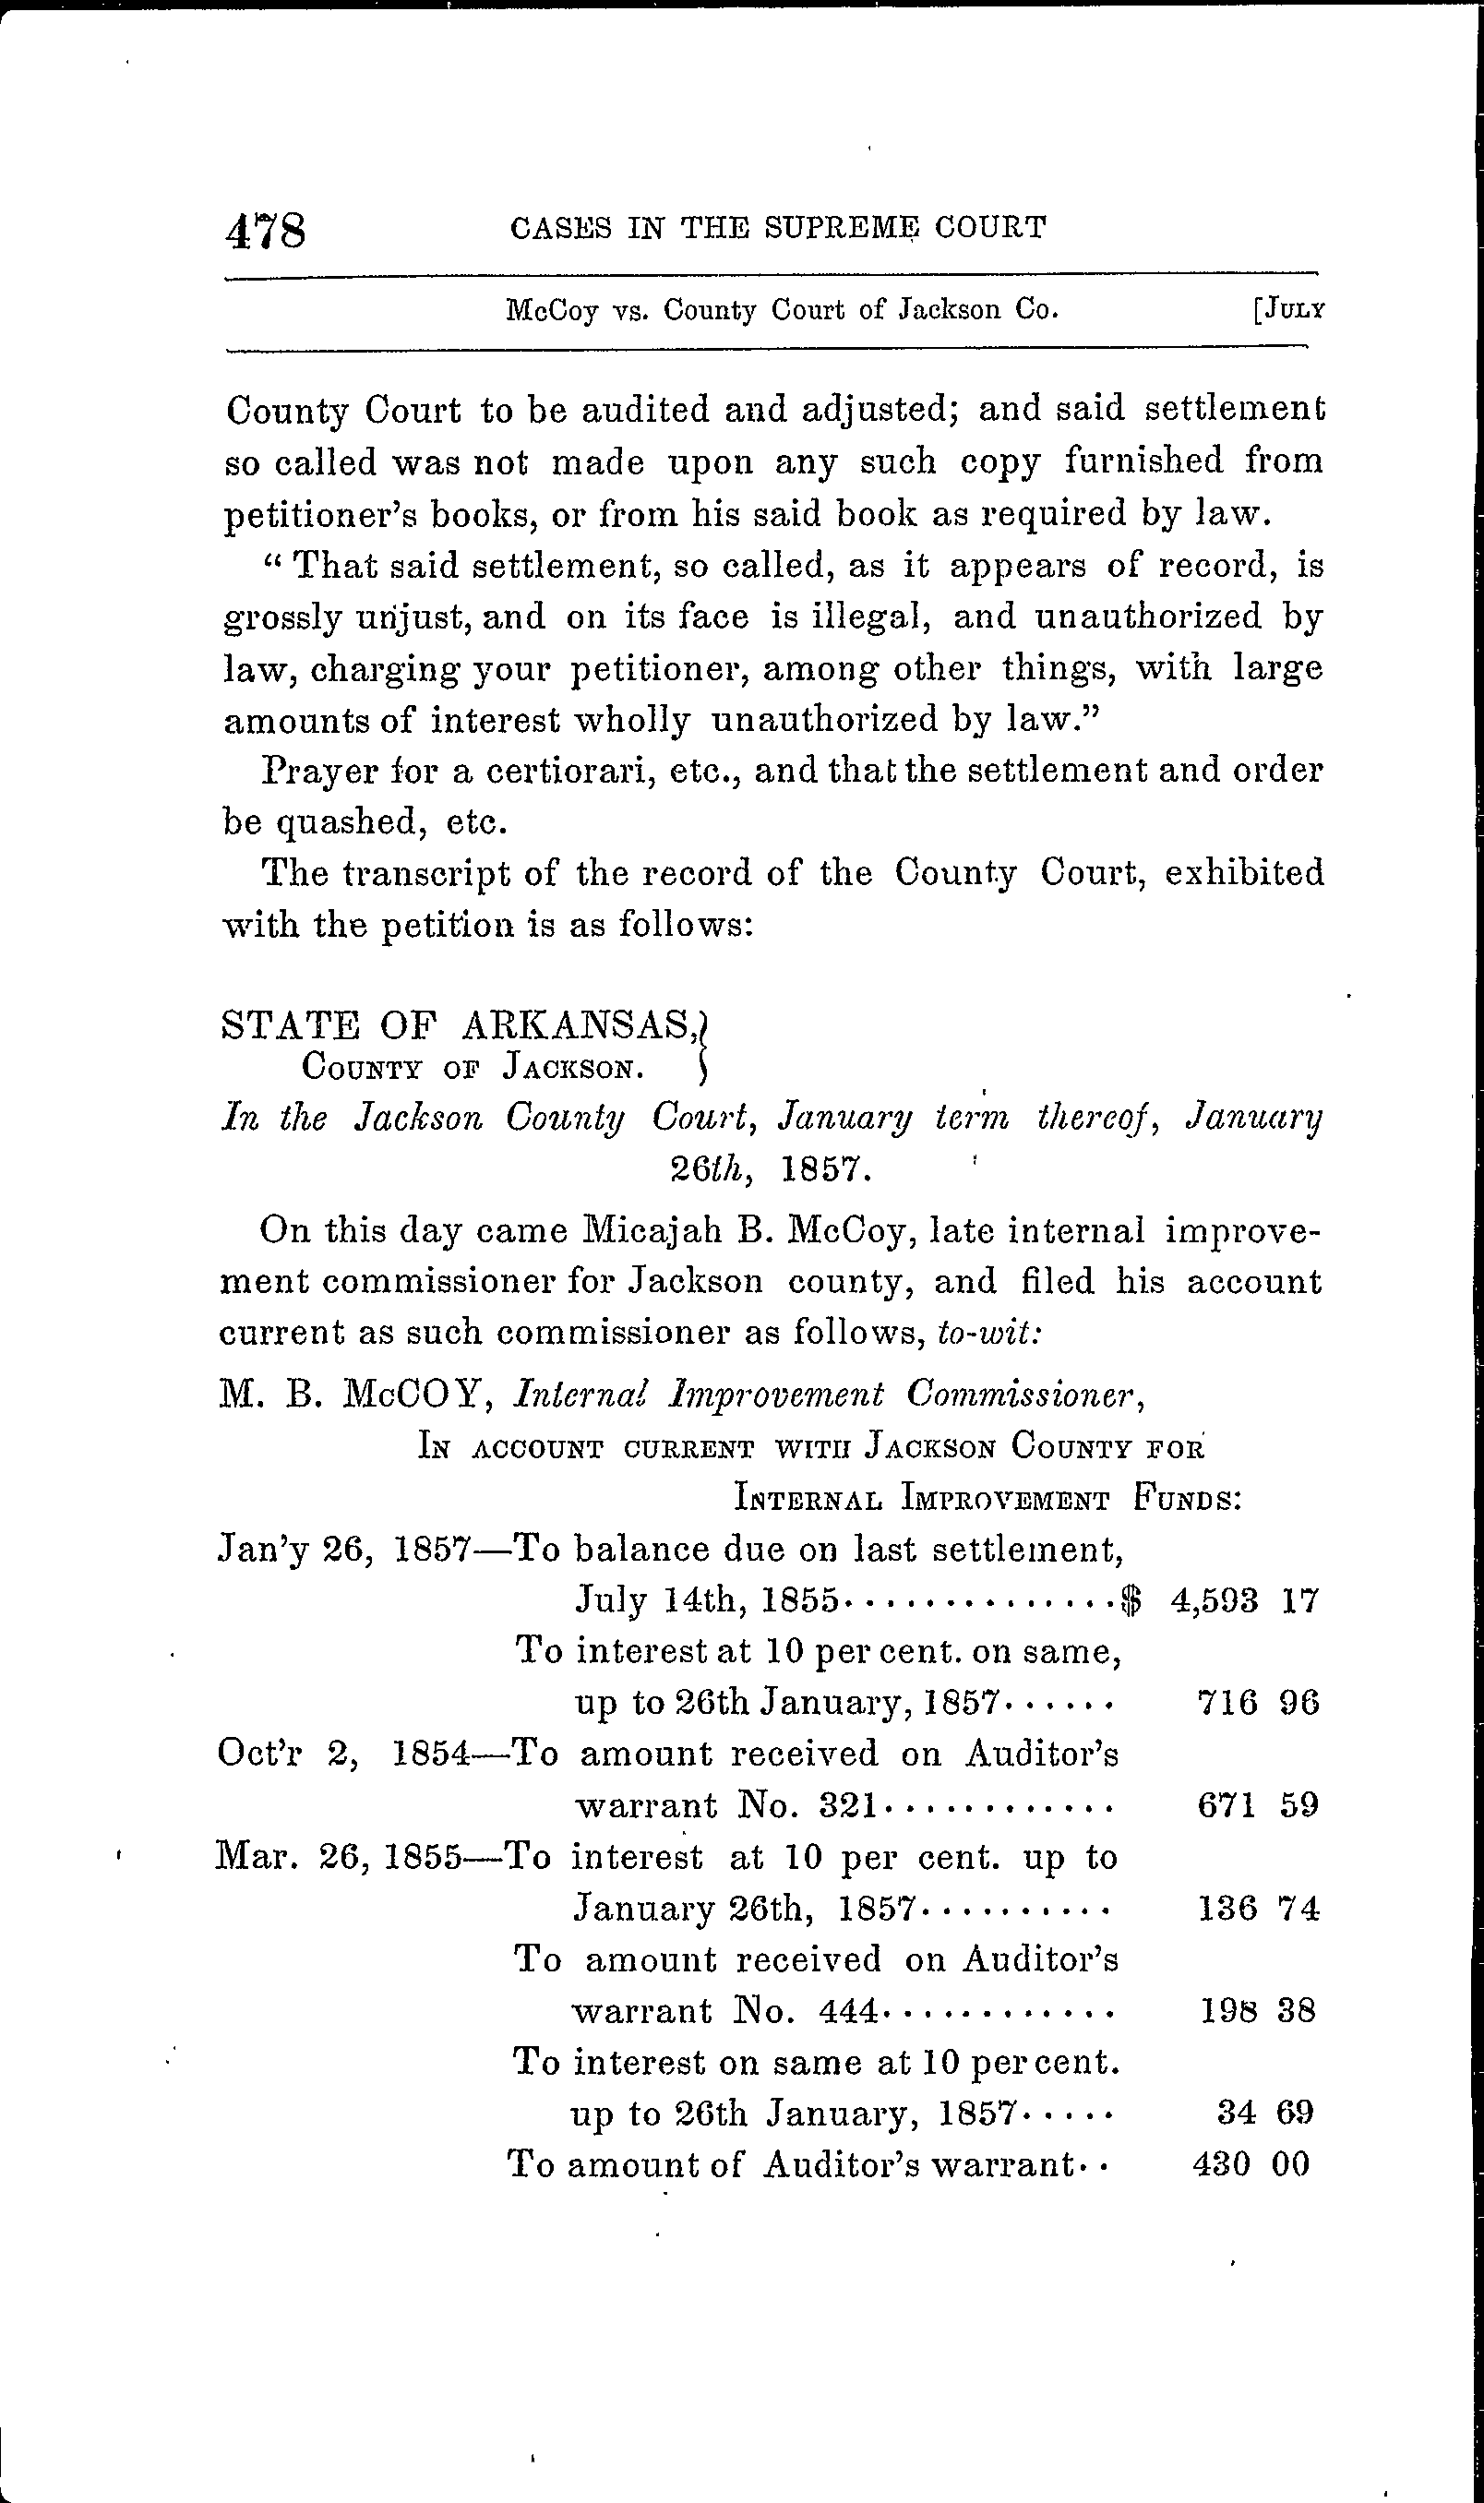 478 CASES IN THE SUPREME COURT
McCoy vs. County Court of Jackson Co. [JULY
County Court to be audited and adjusted; and said settlement
so called was not made upon any such copy furnished from
petitioner's books, or from his said book as required by law.
" That said settlement, so called, as it appears of record, is
grossly unjust, and on its face is illegal, and unauthorized by
law, charging your petitioner, among other things, with large
amounts of interest wholly unauthorized by law."
Prayer for a certiorari, etc., and that the settlement and order
be quashed, etc.
The transcript of the record of the County Court, exhibited
with the petition is as follows:
STATE OF ARKANSAS,}
COUNTY OF JACKSON.
In the Jackson County Court, January term thereof, January
26th, 1857.
On this day came Micajah B. McCoy, late internal improve-
ment commissioner for Jackson county, and filed his account
current as such commissioner as follows, to-wit:
M. B. McCOY, Internal Improvement Commissioner,
IN ACCOUNT CURRENT WITH JACKSON COUNTY FOR
INTERNAL IMPROVEMENT FUNDS:
Jan'y 26, 1857—To balance due on last settlement,
July 14th, 1855..............$ 4,593 17
To interest at 10 per cent. on same,
up to 26th January, 1857...... 716 96
Oct'r 2, 1854—To amount received on Auditor's
warrant No. 321............ 671 59
Mar. 26, 1855—To interest at 10 per cent. up to
January 26th, 1857.......... 136 74
To amount received on Auditor's
warrant No. 444............ 198 38
To interest on same at 10 per cent.
up to 26th January, 1857..... 34 69
To amount of Auditor's warrant.. 430 00